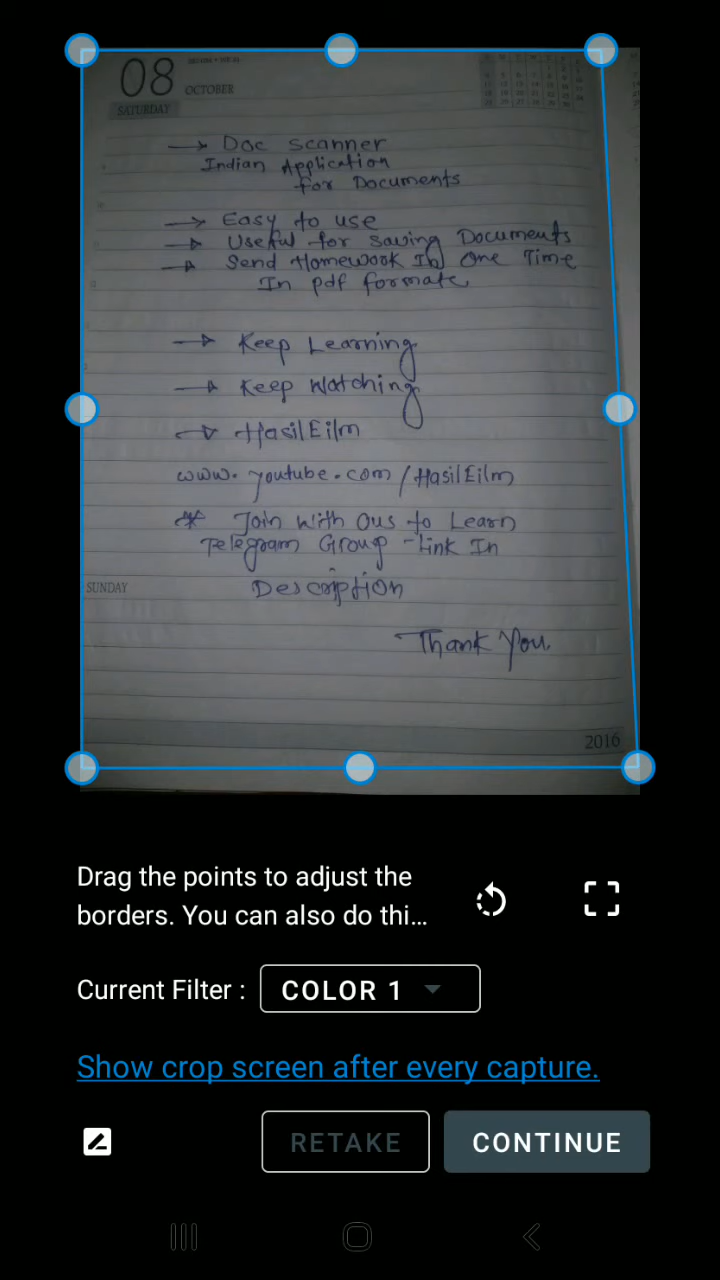 08
OCTOBER
SATURDAY
→ Doc scanner
Indian Application
for Documents
→ Easy to use
→ Useful for saving Documents
→ Send Homewook In One Time
In pdf formate
→ Keep Learning
→ Keep Watching
→ HasilEilm
www.youtube.com/HasilEilm
* Join With Ous to Learn
Telegram Group - Link In
SUNDAY
Description
Thank You.
2016
Drag the points to adjust the
borders. You can also do thi...
Current Filter : COLOR 1
Show crop screen after every capture.
RETAKE CONTINUE